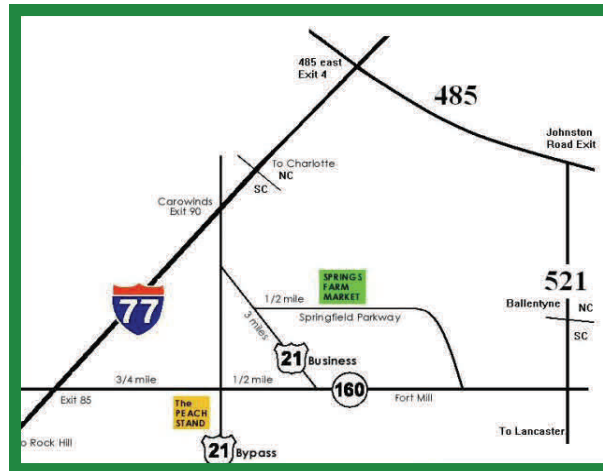 485 east
Exit 4
485
Johnston
Road Exit
To Charlotte
NC
SC
Carowinds
Exit 90
77
SPRINGS
FARM
MARKET
1/2 mile
Springfield Parkway
521
Ballentyne
NC
SC
3 miles
21 Business
3/4 mile
1/2 mile
160
Fort Mill
Exit 85
The
PEACH
STAND
To Lancaster
o Rock Hill
21 Bypass